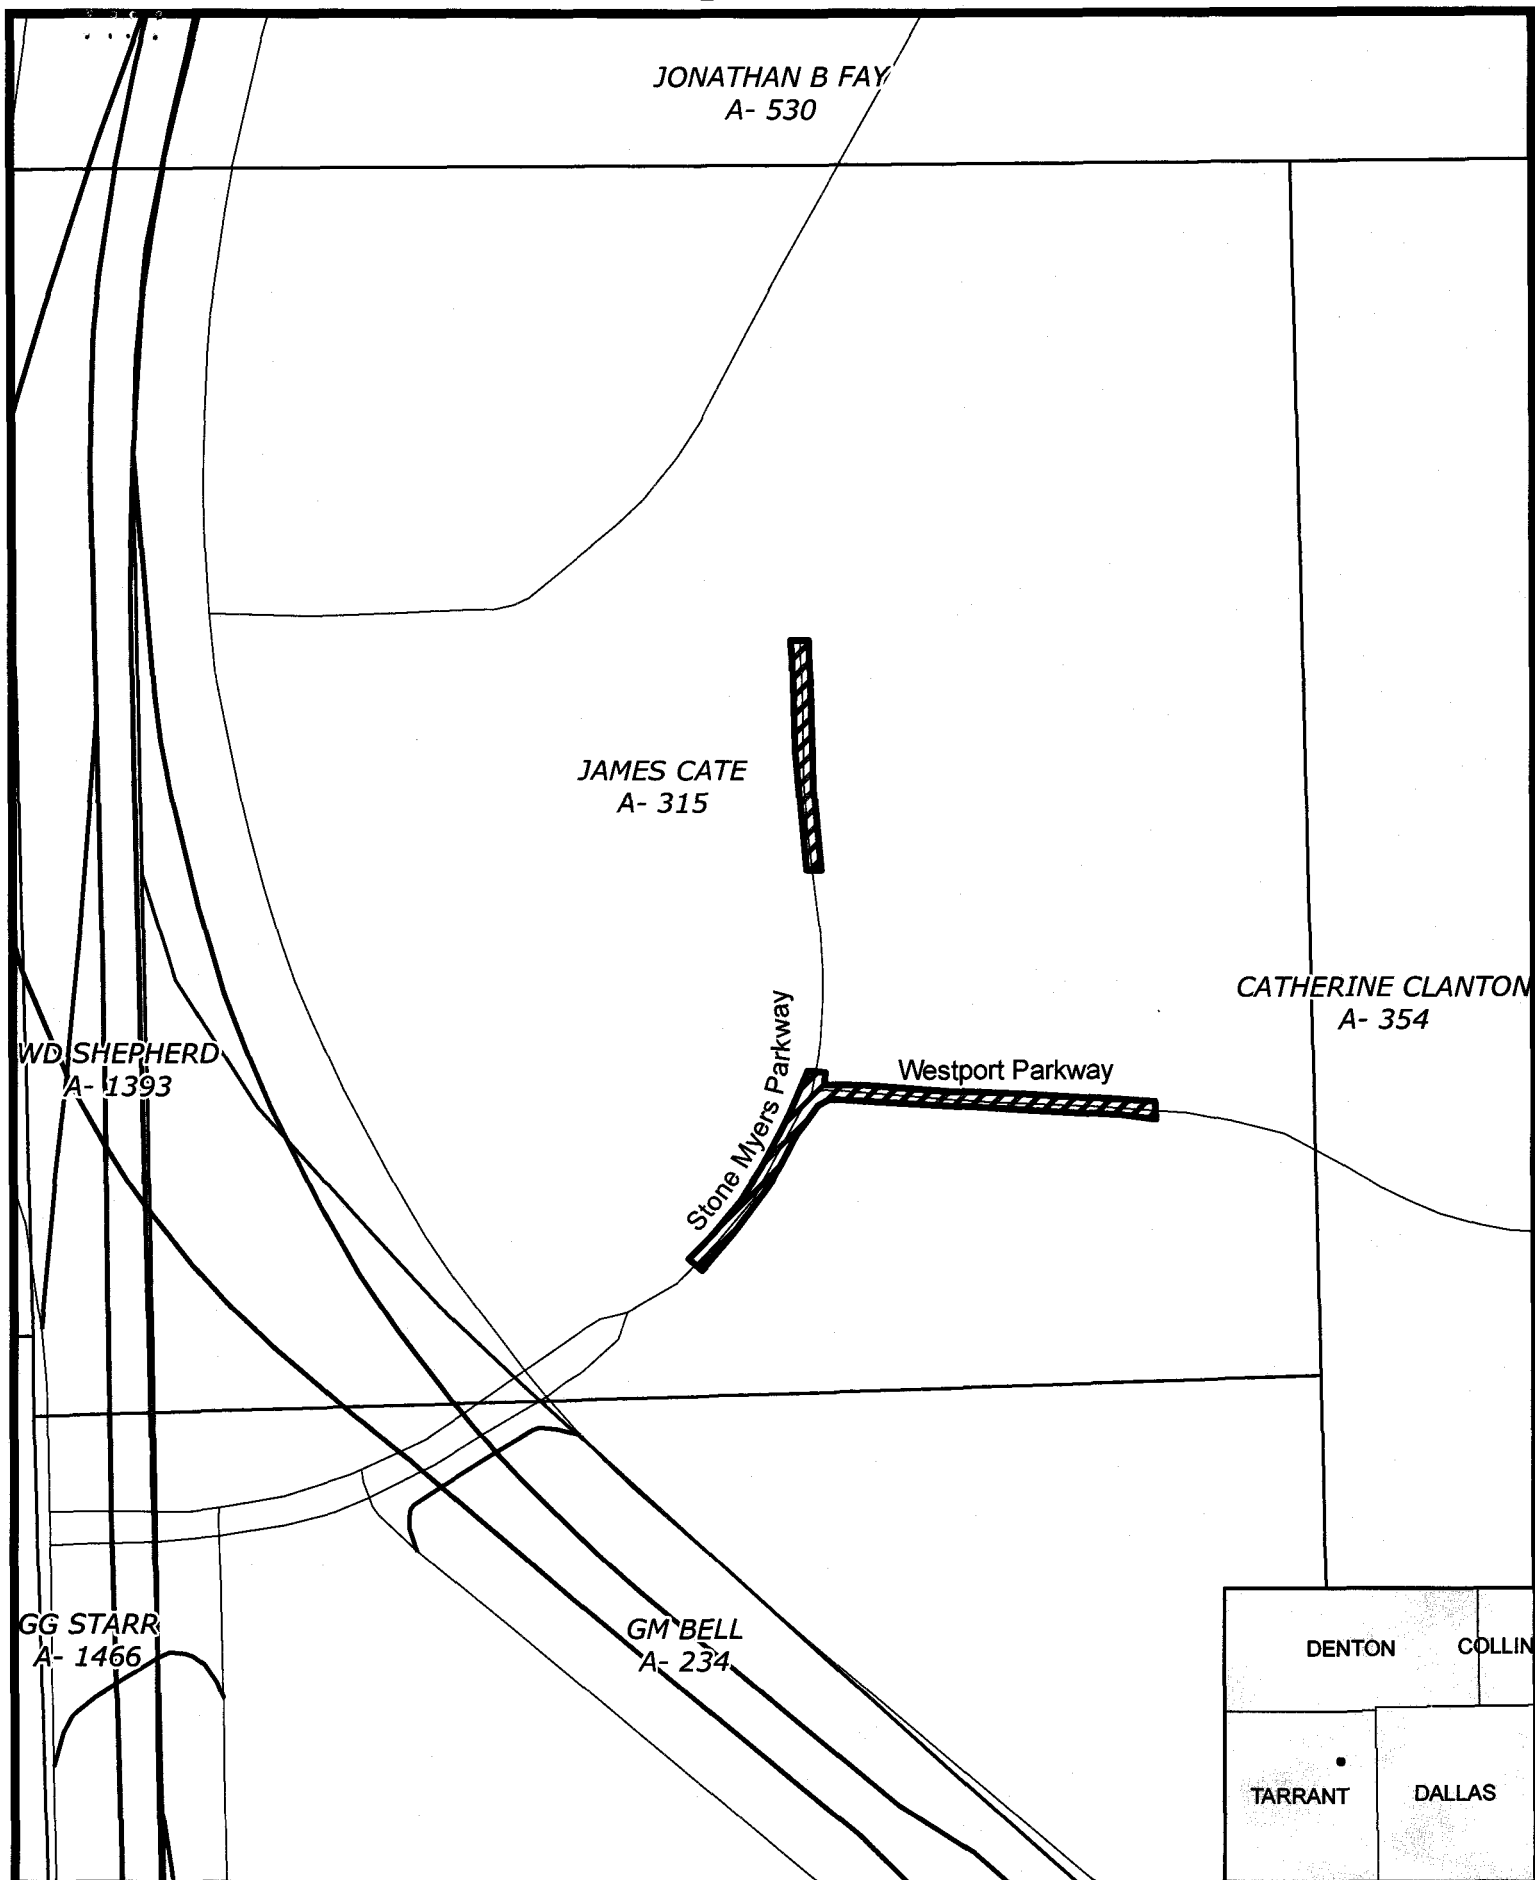 JONATHAN B FAY
A- 530
JAMES CATE
A- 315
CATHERINE CLANTON
A- 354
WD SHEPHERD
A- 1393
Stone Myers Parkway
Westport Parkway
GG STARR
A- 1466
GM BELL
A- 234
DENTON
COLLIN
TARRANT
DALLAS